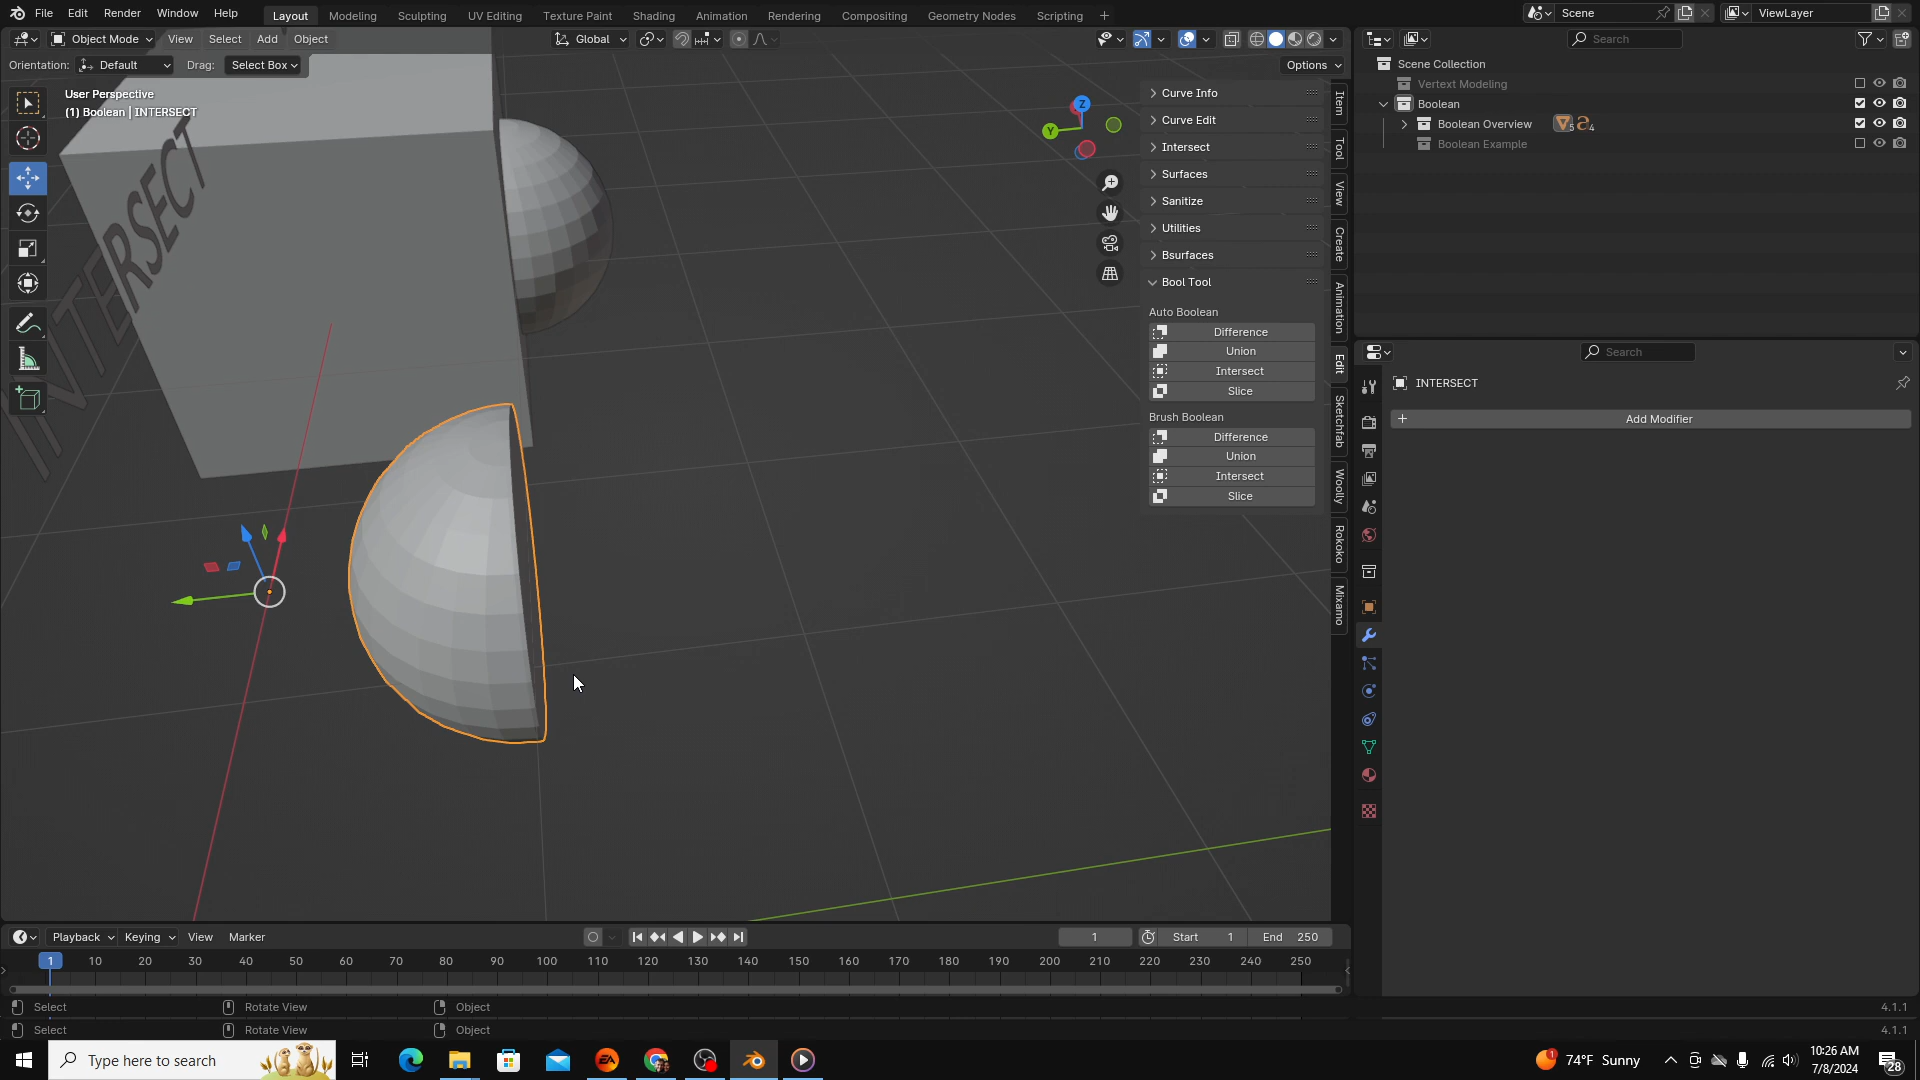 File Edit Render Window Help
Layout Modeling Sculpting UV Editing Texture Paint Shading Animation Rendering Compositing Geometry Nodes Scripting +
Scene
ViewLayer
Object Mode View Select Add Object
Global
Orientation: Default Drag: Select Box
Options
User Perspective
(1) Boolean | INTERSECT
INTERSECT
Z
Y
Curve Info
Curve Edit
Intersect
Surfaces
Sanitize
Utilities
Bsurfaces
Bool Tool
Auto Boolean
Difference
Union
Intersect
Slice
Brush Boolean
Difference
Union
Intersect
Slice
Item
Tool
View
Create
Animation
Edit
Sketchfab
Woolly
Rokoko
Mixamo
Search
Scene Collection
Vertext Modeling
Boolean
Boolean Overview 5 4
Boolean Example
Search
INTERSECT
+ Add Modifier
Playback Keying View Marker
1
Start 1 End 250
1 10 20 30 40 50 60 70 80 90 100 110 120 130 140 150 160 170 180 190 200 210 220 230 240 250
Select Rotate View Object 4.1.1
Select Rotate View Object 4.1.1
Type here to search
EA
1
74°F Sunny
10:26 AM
7/8/2024
28